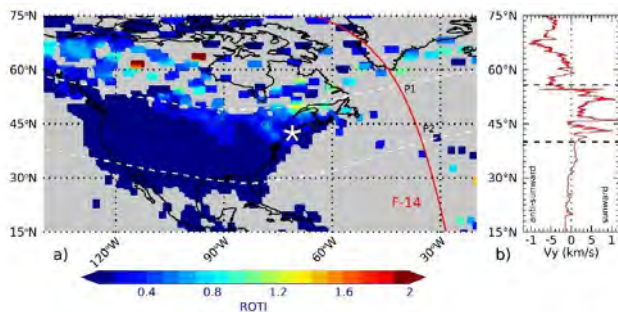 75°N
60°N
45°N
30°N
15°N
P1
P2
F-14
120°W
90°W
60°W
30°W
a)
0.4 0.8 1.2 1.6 2
ROTI
75°N
60°N
45°N
30°N
15°N
anti-sunward
sunward
-1 -5 0 5 1
b) Vy (km/s)